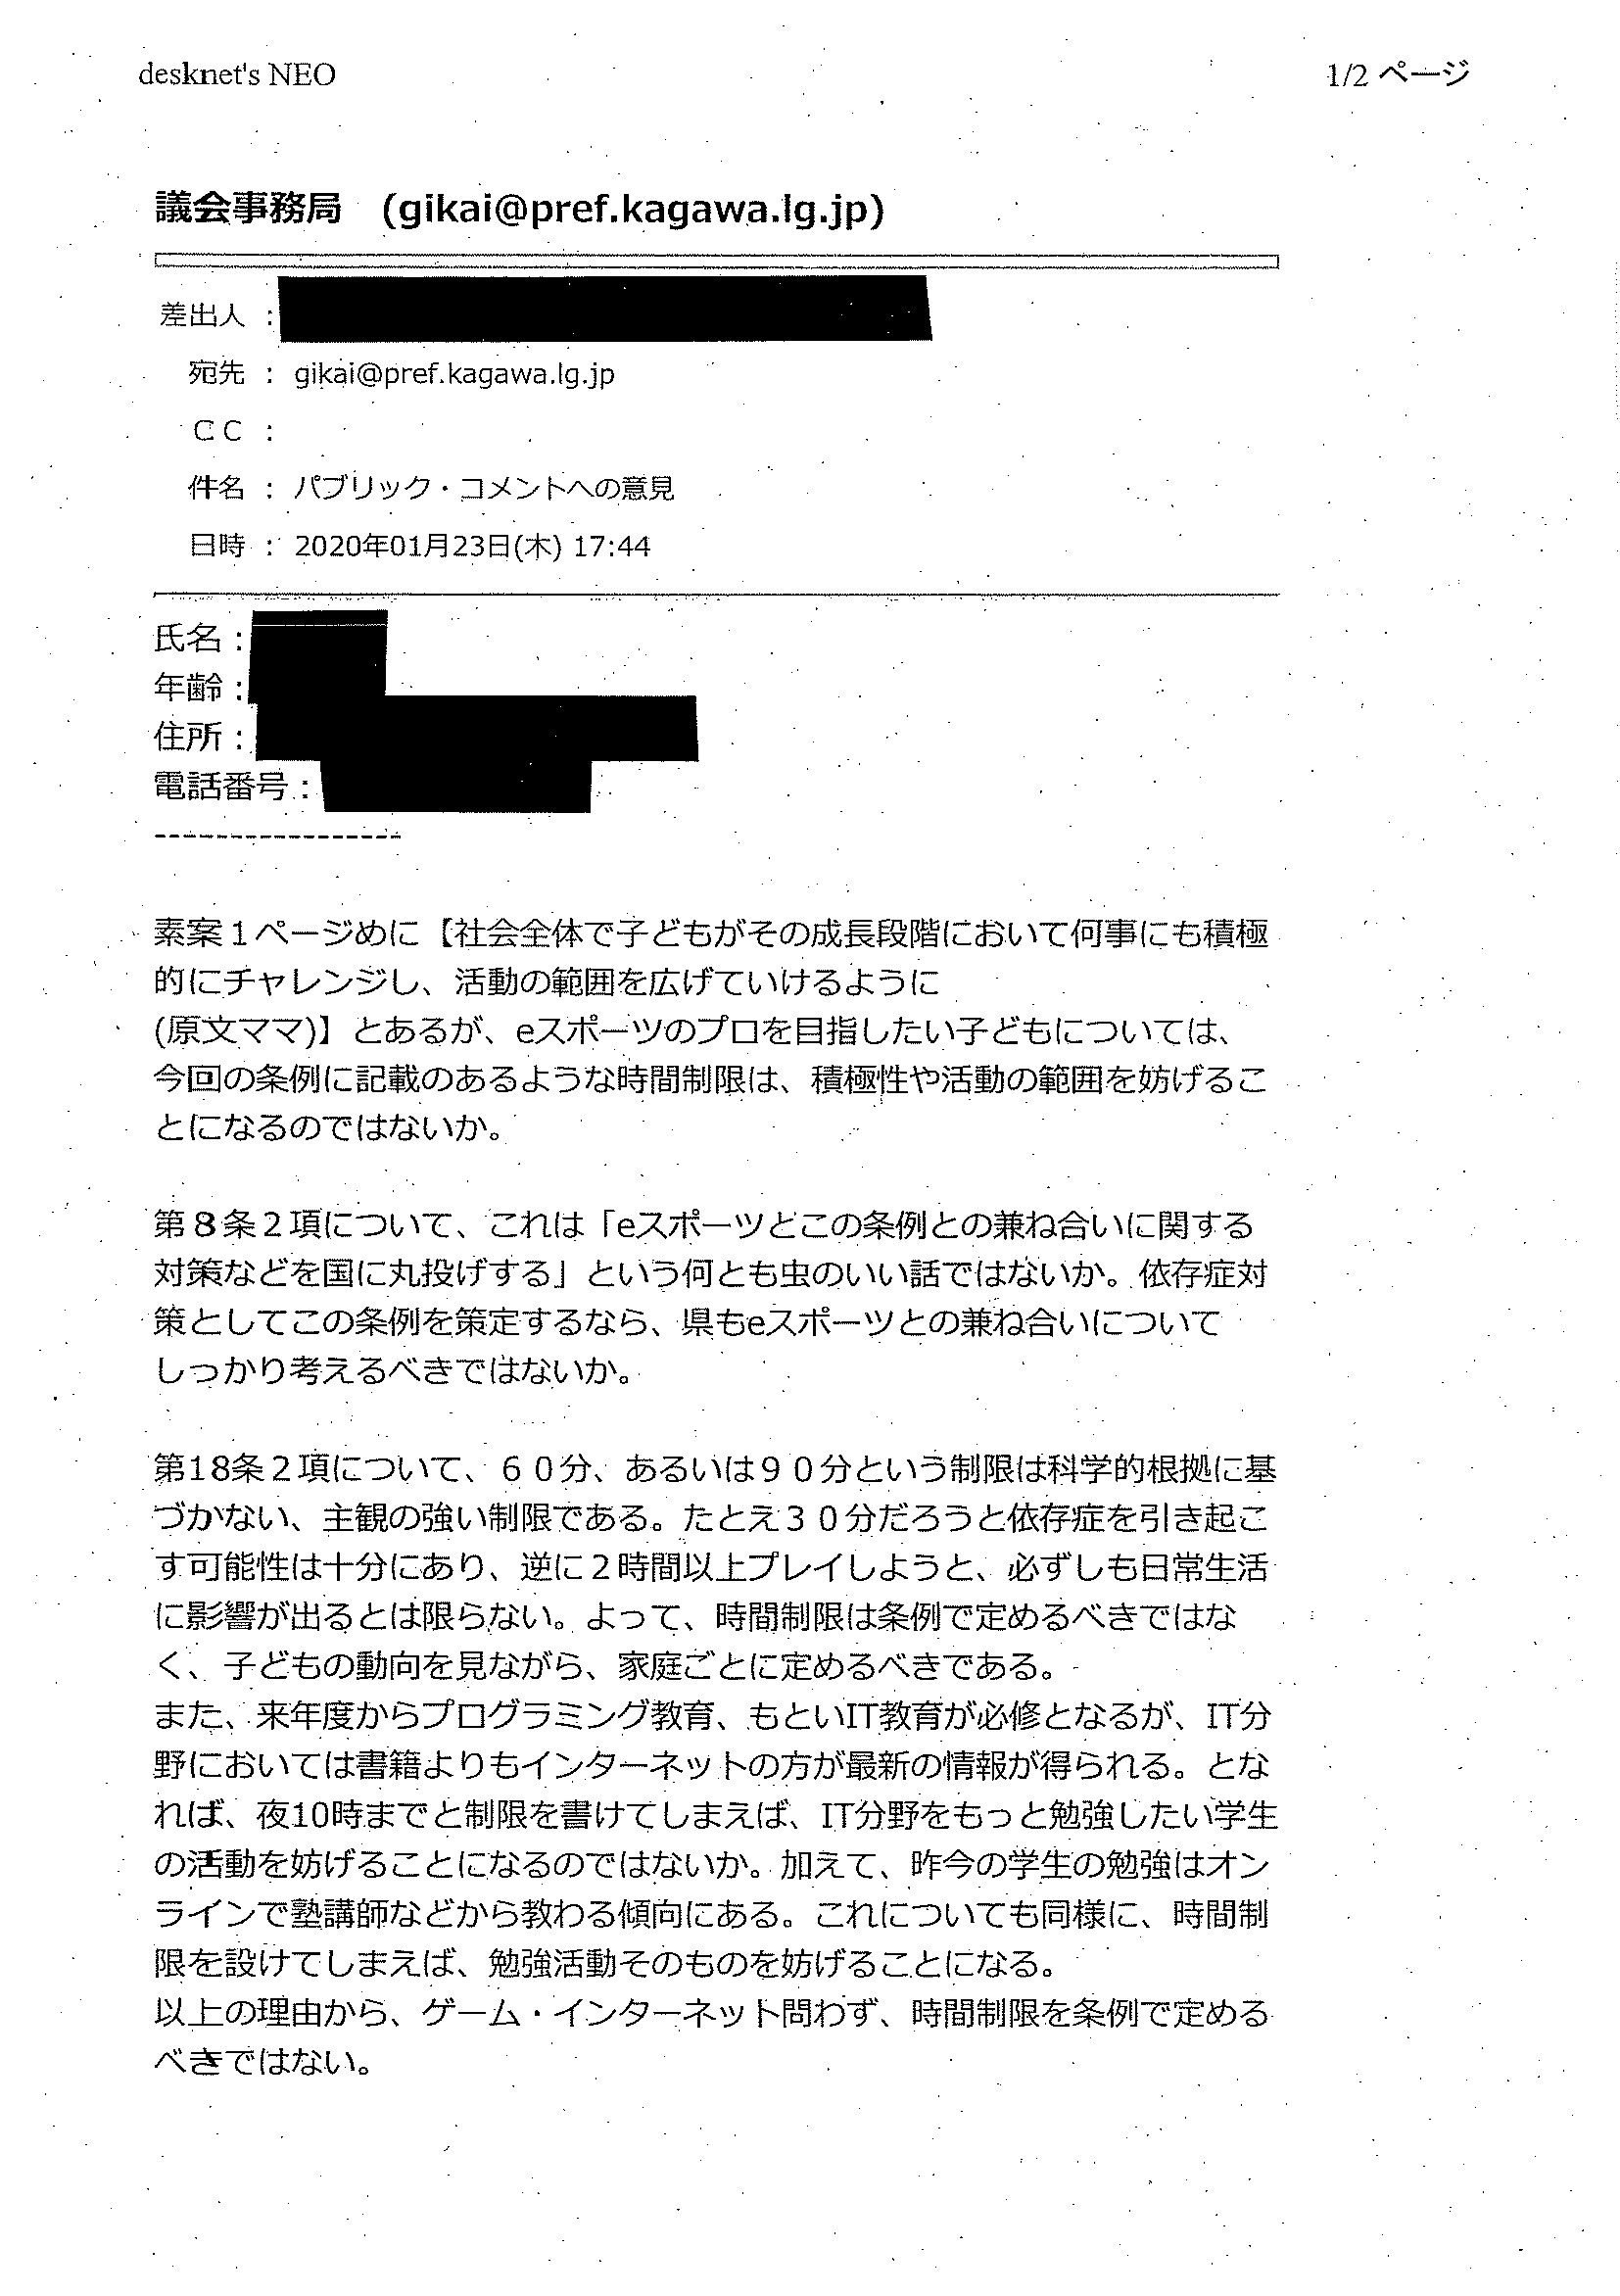 desknet's NEO
1/2 ページ
議会事務局　(gikai@pref.kagawa.lg.jp)
差出人 ：
宛先 ： gikai@pref.kagawa.lg.jp
ＣＣ ：
件名 ： パブリック・コメントへの意見
日時 ： 2020年01月23日(木) 17:44
氏名：
年齢：
住所：
電話番号：
-----------------
素案１ページめに【社会全体で子どもがその成長段階において何事にも積極
的にチャレンジし、活動の範囲を広げていけるように
(原文ママ)】とあるが、eスポーツのプロを目指したい子どもについては、
今回の条例に記載のあるような時間制限は、積極性や活動の範囲を妨げるこ
とになるのではないか。
第８条２項について、これは「eスポーツとこの条例との兼ね合いに関する
対策などを国に丸投げする」という何とも虫のいい話ではないか。依存症対
策としてこの条例を策定するなら、県もeスポーツとの兼ね合いについて
しっかり考えるべきではないか。
第18条２項について、６０分、あるいは９０分という制限は科学的根拠に基
づかない、主観の強い制限である。たとえ３０分だろうと依存症を引き起こ
す可能性は十分にあり、逆に２時間以上プレイしようと、必ずしも日常生活
に影響が出るとは限らない。よって、時間制限は条例で定めるべきではな
く、子どもの動向を見ながら、家庭ごとに定めるべきである。
また、来年度からプログラミング教育、もといIT教育が必修となるが、IT分
野においては書籍よりもインターネットの方が最新の情報が得られる。とな
れば、夜10時までと制限を書けてしまえば、IT分野をもっと勉強したい学生
の活動を妨げることになるのではないか。加えて、昨今の学生の勉強はオン
ラインで塾講師などから教わる傾向にある。これについても同様に、時間制
限を設けてしまえば、勉強活動そのものを妨げることになる。
以上の理由から、ゲーム・インターネット問わず、時間制限を条例で定める
べきではない。